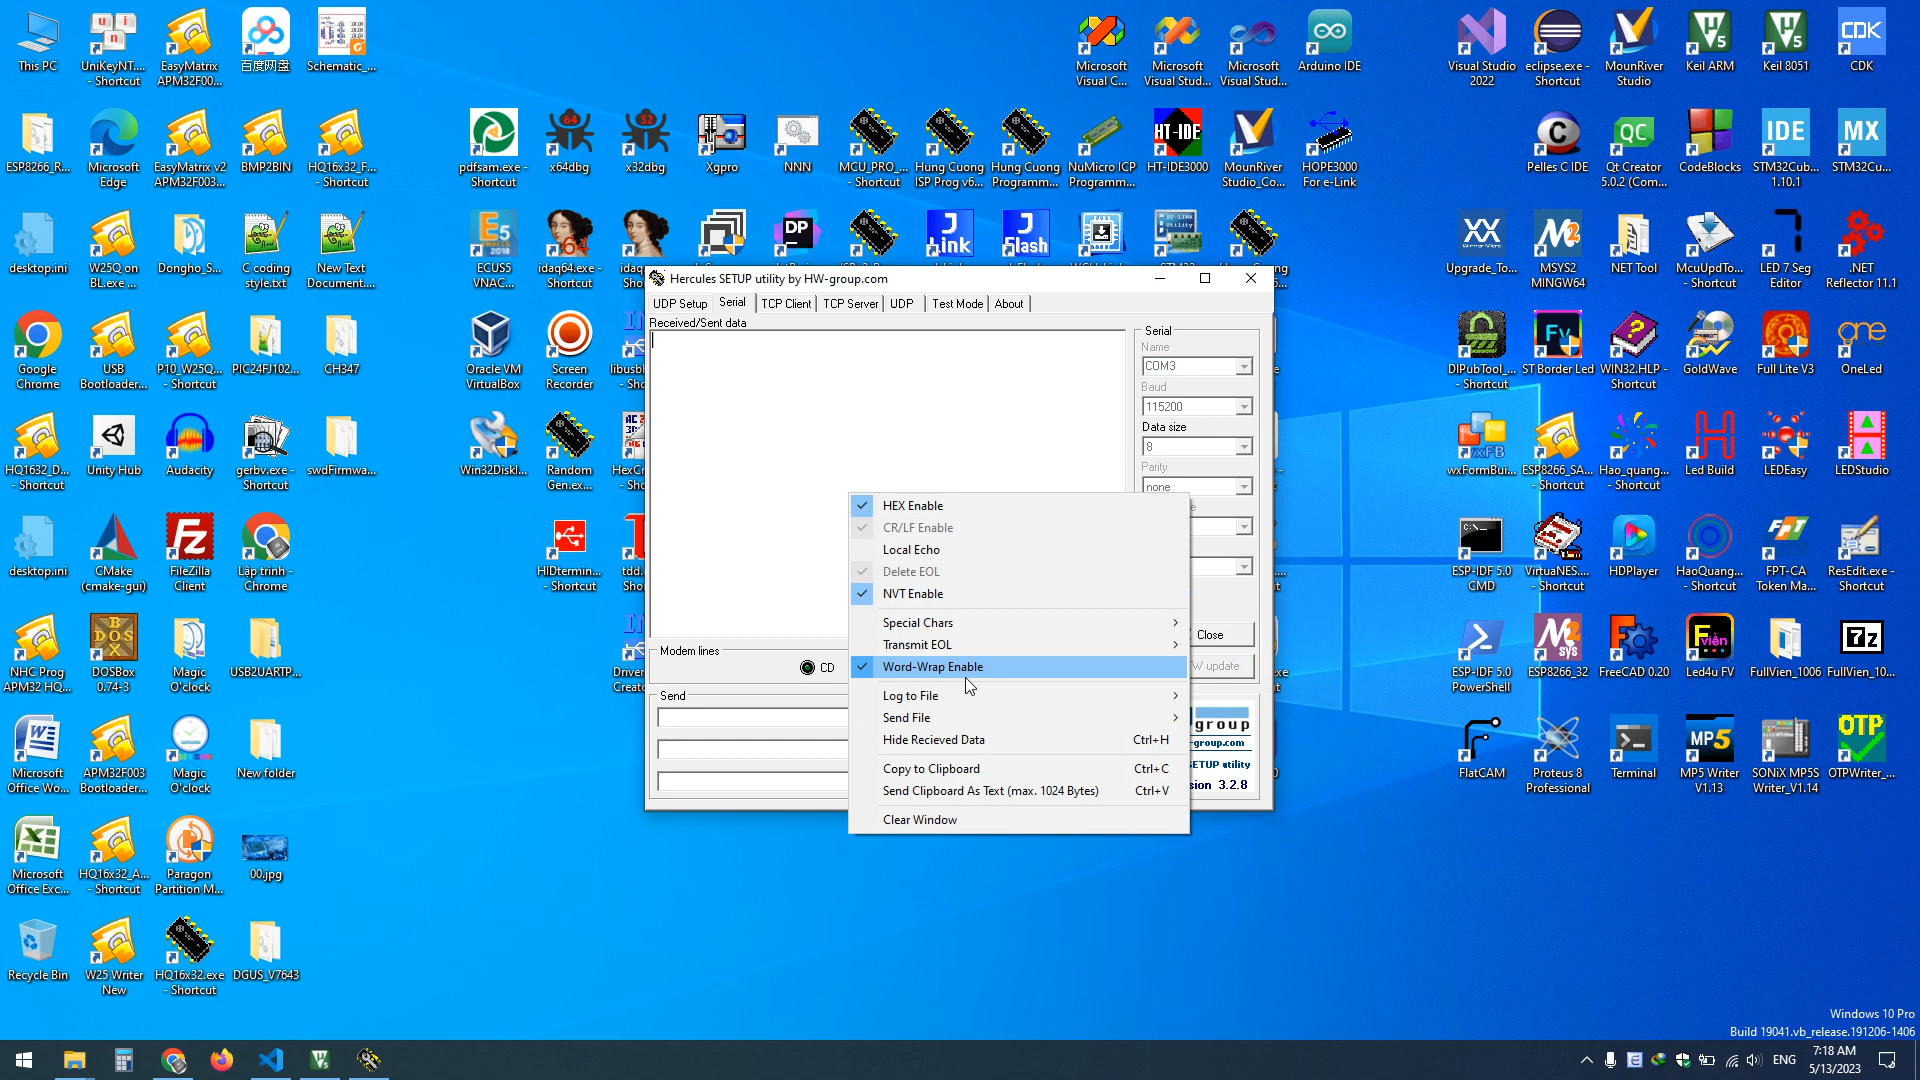 This PC
UniKeyNT....
- Shortcut
EasyMatrix
APM32F00...
百度网盘
Schematic_...
Microsoft
Visual C...
Microsoft
Visual Stud...
Microsoft
Visual Stud...
Arduino IDE
Visual Studio
2022
eclipse.exe -
Shortcut
MounRiver
Studio
Keil ARM
Keil 8051
CDK
ESP8266_R...
Microsoft
Edge
EasyMatrix v2
APM32F003...
BMP2BIN
HQ16x32_F...
- Shortcut
pdfsam.exe -
Shortcut
x64dbg
x32dbg
Xgpro
NNN
MCU_PRO_...
- Shortcut
Hung Cuong
ISP Prog v6...
Hung Cuong
Programm...
NuMicro ICP
Programm...
HT-IDE3000
MounRiver
Studio_Co...
HOPE3000
For e-Link
Pelles C IDE
Qt Creator
5.0.2 (Com...
CodeBlocks
STM32Cub...
1.10.1
STM32Cu...
desktop.ini
W25Q on
BL.exe ...
Dongho_S...
C coding
style.txt
New Text
Document....
ECUS5
VNAC...
idaq64.exe -
Shortcut
Upgrade_To...
MSYS2
MINGW64
NET Tool
McuUpdTo...
- Shortcut
LED 7 Seg
Editor
.NET
Reflector 11.1
Hercules SETUP utility by HW-group.com
UDP Setup
Serial
TCP Client
TCP Server
UDP
Test Mode
About
Received/Sent data
Serial
Name
COM3
Baud
115200
Data size
8
Parity
none
Close
Modem lines
CD
Send
HEX Enable
CR/LF Enable
Local Echo
Delete EOL
NVT Enable
Special Chars
Transmit EOL
Word-Wrap Enable
Log to File
Send File
Hide Recieved Data Ctrl+H
Copy to Clipboard Ctrl+C
Send Clipboard As Text (max. 1024 Bytes) Ctrl+V
Clear Window
Google
Chrome
USB
Bootloader...
P10_W25Q...
- Shortcut
PIC24FJ102...
CH347
Oracle VM
VirtualBox
Screen
Recorder
DIPubTool_...
- Shortcut
ST Border Led
WIN32.HLP -
Shortcut
GoldWave
Full Lite V3
OneLed
HQ1632_D...
- Shortcut
Unity Hub
Audacity
gerbv.exe -
Shortcut
swdFirmwa...
Win32DiskI...
Random
Gen.ex...
wxFormBui...
ESP8266_SA...
- Shortcut
Hao_quang...
- Shortcut
Led Build
LEDEasy
LEDStudio
desktop.ini
CMake
(cmake-gui)
FileZilla
Client
Lập trình -
Chrome
HIDtermin...
- Shortcut
ESP-IDF 5.0
CMD
VirtuaNES....
- Shortcut
HDPlayer
HaoQuang...
- Shortcut
FPT-CA
Token Ma...
ResEdit.exe -
Shortcut
NHC Prog
APM32 HQ...
DOSBox
0.74-3
Magic
O'clock
USB2UARTP...
ESP-IDF 5.0
PowerShell
ESP8266_32
FreeCAD 0.20
Led4u FV
FullVien_1006
FullVien_10...
Microsoft
Office Wo...
APM32F003
Bootloader...
Magic
O'clock
New folder
FlatCAM
Proteus 8
Professional
Terminal
MP5 Writer
V1.13
SONiX MP5S
Writer_V1.14
OTPWriter_...
Microsoft
Office Exc...
HQ16x32_A...
- Shortcut
Paragon
Partition M...
00.jpg
Recycle Bin
W25 Writer
New
HQ16x32.exe
- Shortcut
DGUS_V7643
Windows 10 Pro
Build 19041.vb_release.191206-1406
ENG
7:18 AM
5/13/2023